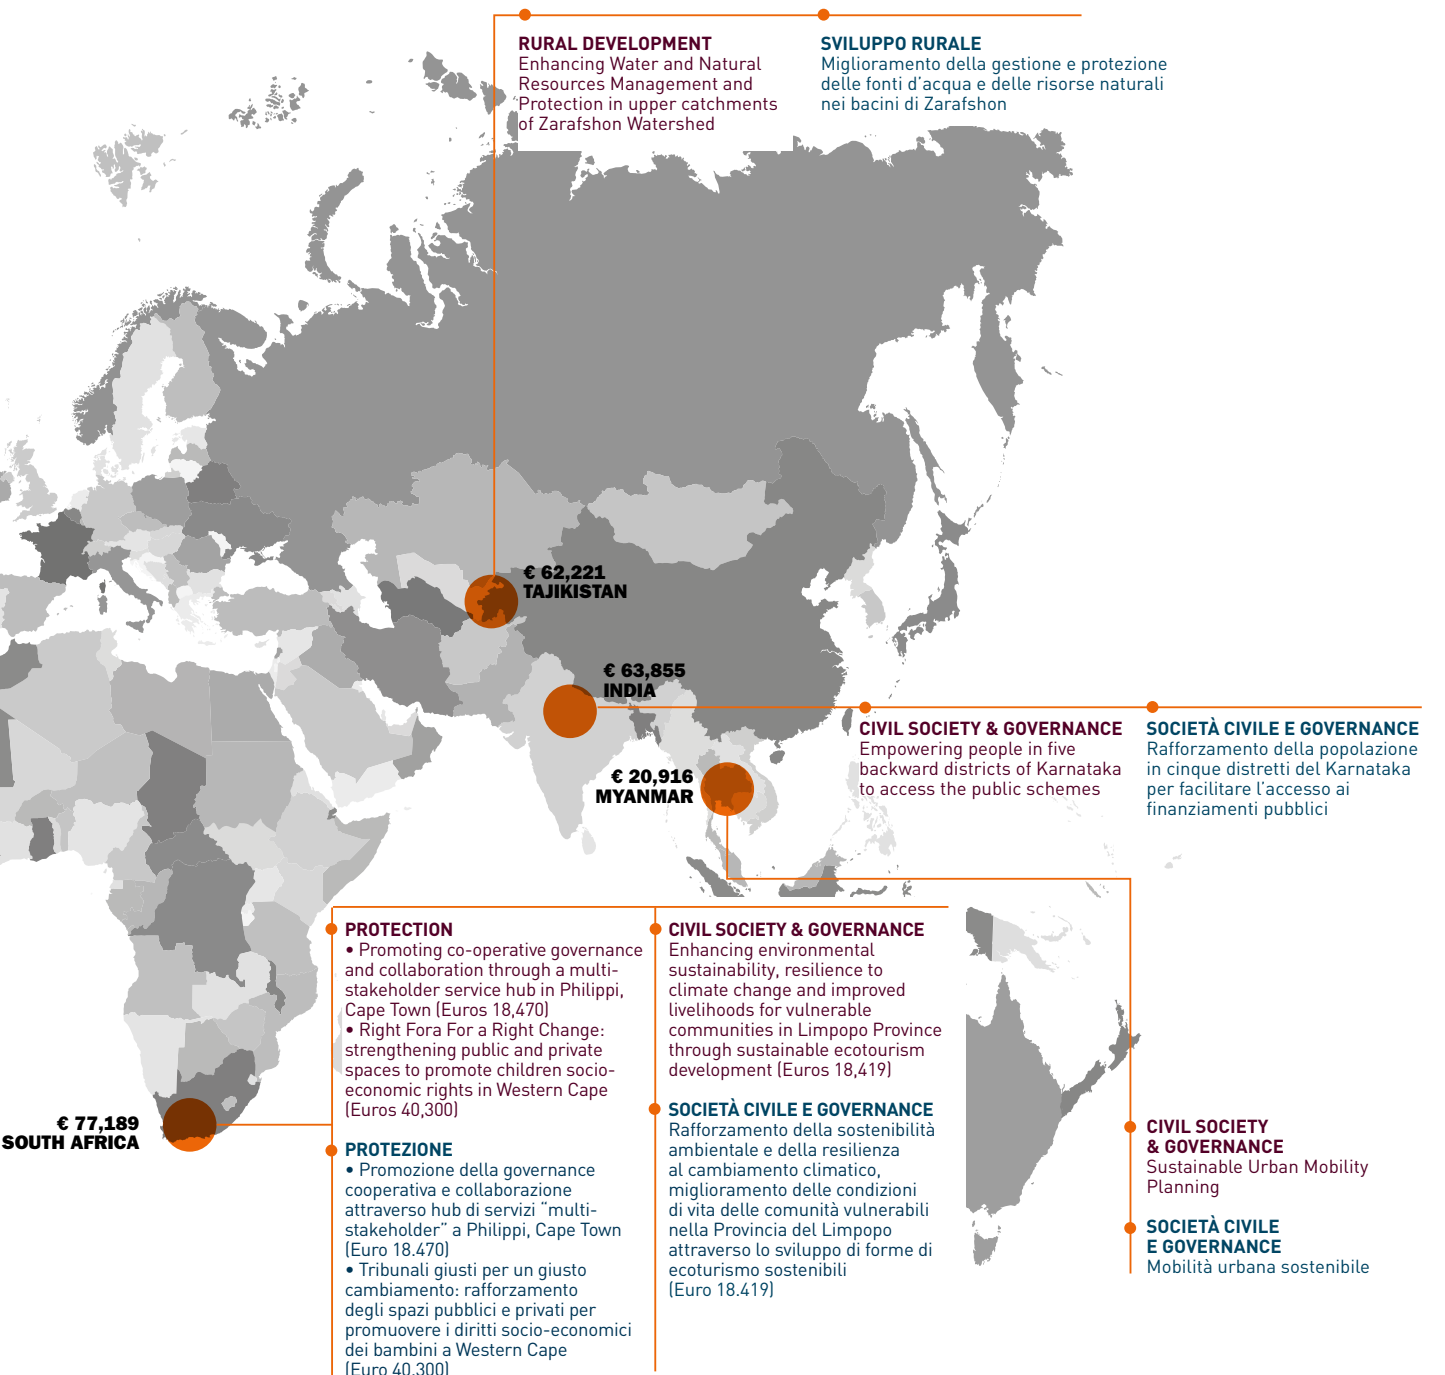 RURAL DEVELOPMENT
Enhancing Water and Natural
Resources Management and
Protection in upper catchments
of Zarafshon Watershed
SVILUPPO RURALE
Miglioramento della gestione e protezione
delle fonti d'acqua e delle risorse naturali
nei bacini di Zarafshon
€ 62,221
TAJIKISTAN
€ 63,855
INDIA
CIVIL SOCIETY & GOVERNANCE
Empowering people in five
backward districts of Karnataka
to access the public schemes
SOCIETÀ CIVILE E GOVERNANCE
Rafforzamento della popolazione
in cinque distretti del Karnataka
per facilitare l'accesso ai
finanziamenti pubblici
€ 20,916
MYANMAR
PROTECTION
• Promoting co-operative governance
and collaboration through a multi-
stakeholder service hub in Philippi,
Cape Town (Euros 18,470)
• Right Fora For a Right Change:
strengthening public and private
spaces to promote children socio-
economic rights in Western Cape
(Euros 40,300)
PROTEZIONE
• Promozione della governance
cooperativa e collaborazione
attraverso hub di servizi "multi-
stakeholder" a Philippi, Cape Town
(Euro 18.470)
• Tribunali giusti per un giusto
cambiamento: rafforzamento
degli spazi pubblici e privati per
promuovere i diritti socio-economici
dei bambini a Western Cape
(Euro 40.300)
CIVIL SOCIETY & GOVERNANCE
Enhancing environmental
sustainability, resilience to
climate change and improved
livelihoods for vulnerable
communities in Limpopo Province
through sustainable ecotourism
development (Euros 18,419)
SOCIETÀ CIVILE E GOVERNANCE
Rafforzamento della sostenibilità
ambientale e della resilienza
al cambiamento climatico,
miglioramento delle condizioni
di vita delle comunità vulnerabili
nella Provincia del Limpopo
attraverso lo sviluppo di forme di
ecoturismo sostenibili
(Euro 18.419)
€ 77,189
SOUTH AFRICA
CIVIL SOCIETY
& GOVERNANCE
Sustainable Urban Mobility
Planning
SOCIETÀ CIVILE
E GOVERNANCE
Mobilità urbana sostenibile